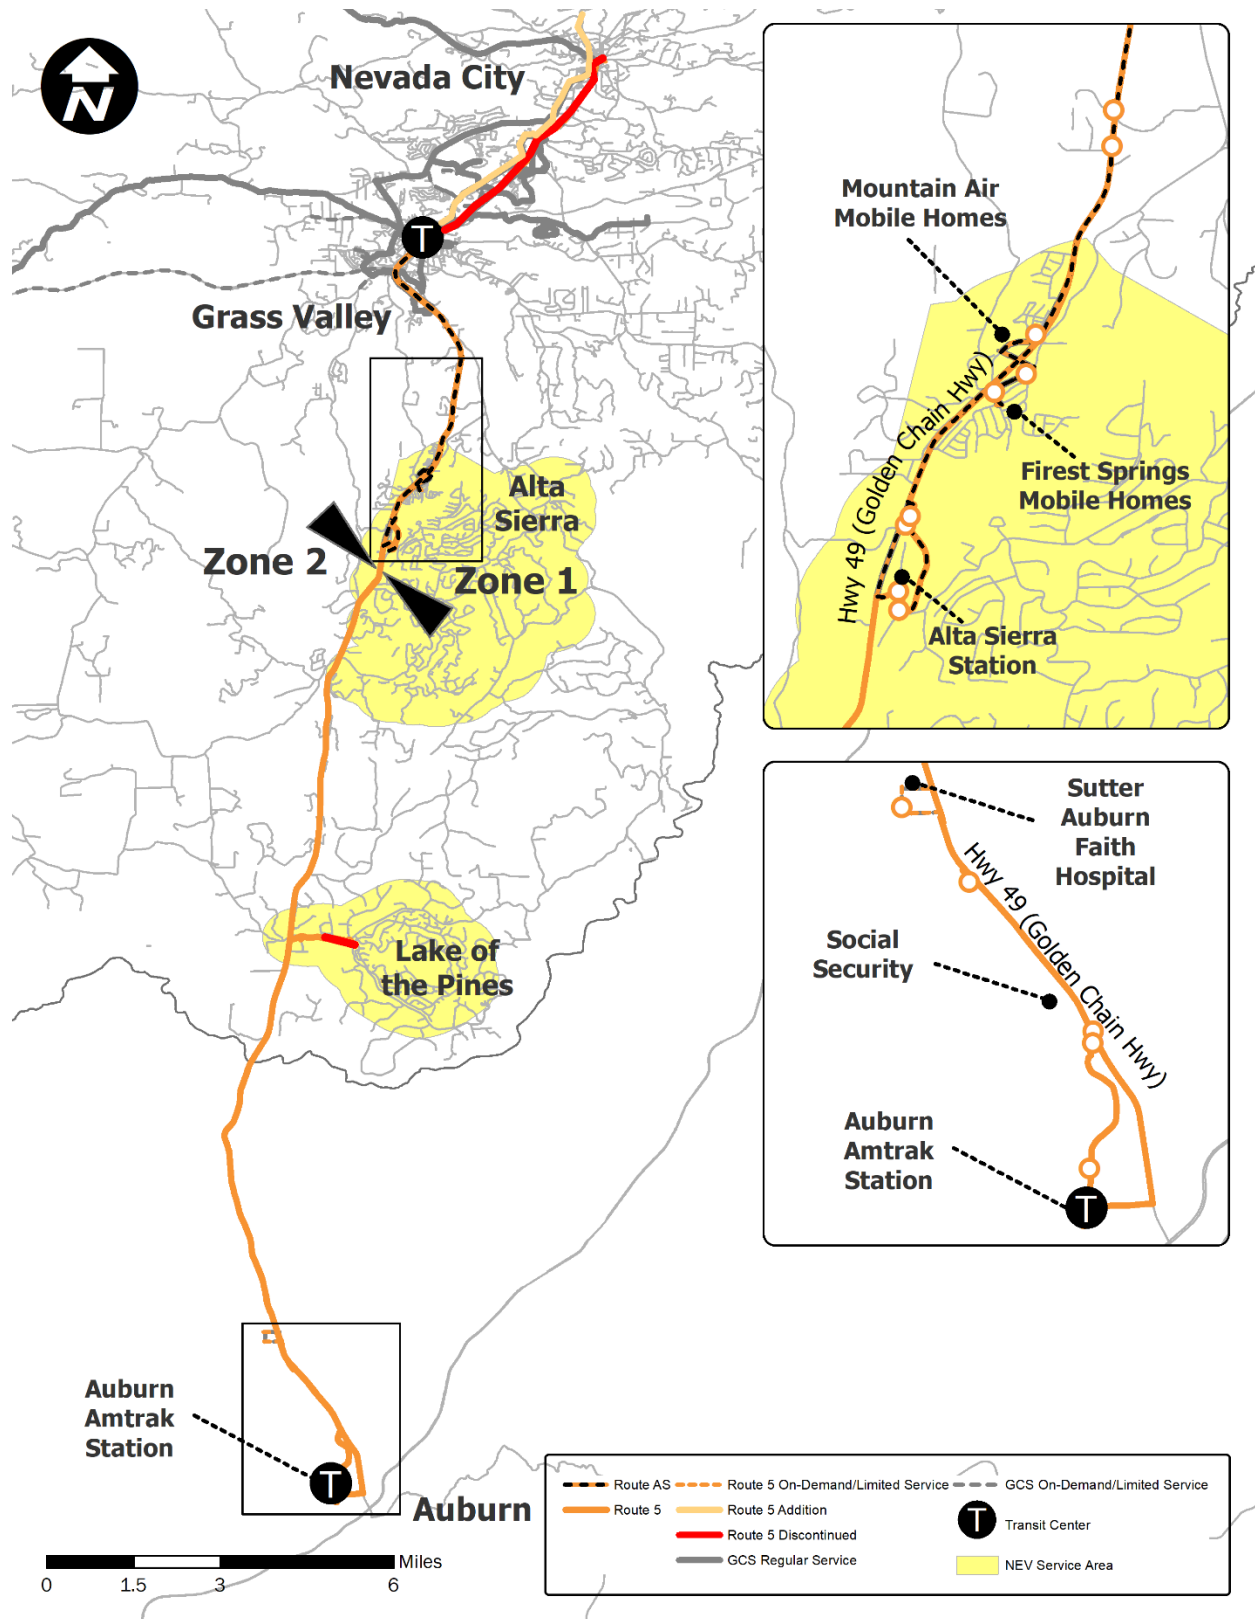 N
Nevada City
T
Grass Valley
Alta
Sierra
Zone 2
Zone 1
Lake of
the Pines
Auburn
Amtrak
Station
T
Auburn
Miles
0 1.5 3 6
Mountain Air
Mobile Homes
Hwy 49 (Golden Chain Hwy)
Firest Springs
Mobile Homes
Alta Sierra
Station
Sutter
Auburn
Faith
Hospital
Hwy 49 (Golden Chain Hwy)
Social
Security
Auburn
Amtrak
Station
T
Route AS
Route 5 On-Demand/Limited Service
GCS On-Demand/Limited Service
Route 5
Route 5 Addition
T
Transit Center
Route 5 Discontinued
GCS Regular Service
NEV Service Area